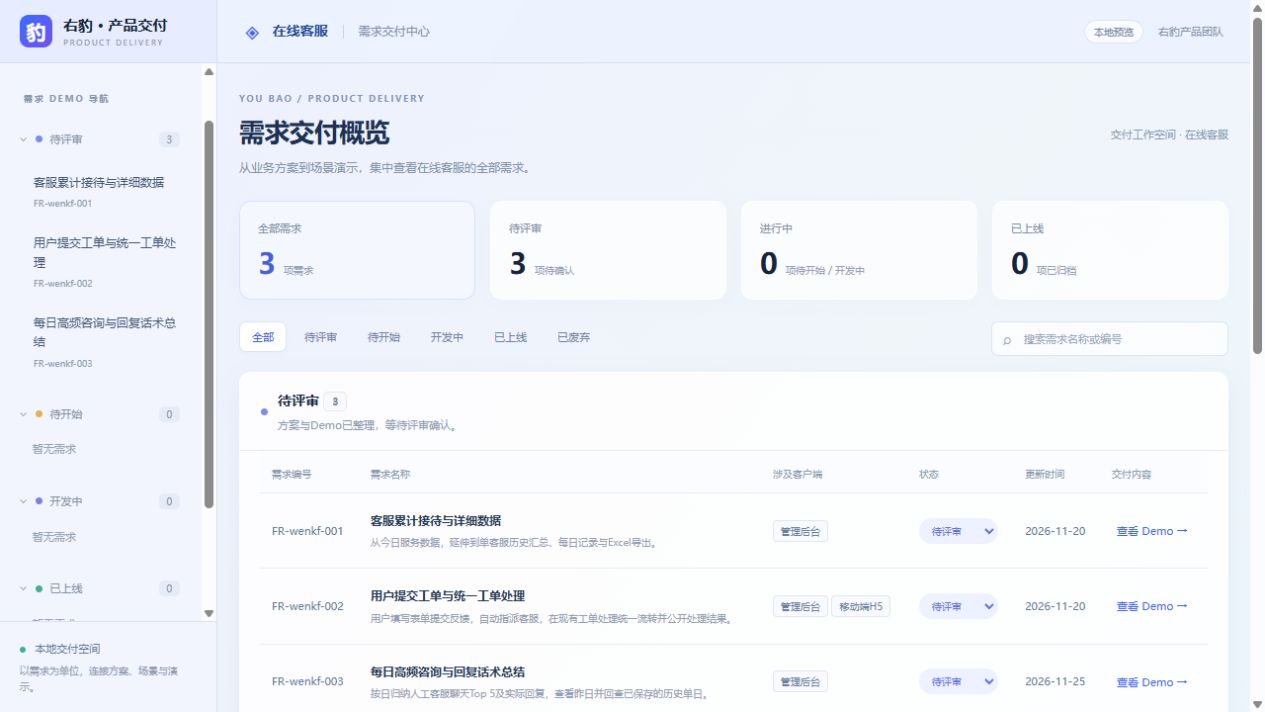 豹
右豹·产品交付
PRODUCT DELIVERY
需求 DEMO 导航
待评审 3
客服累计接待与详细数据
FR-wenkf-001
用户提交工单与统一工单处
理
FR-wenkf-002
每日高频咨询与回复话术总
结
FR-wenkf-003
待开始 0
暂无需求
开发中 0
暂无需求
已上线 0
本地交付空间
以需求为单位，连接方案、场景与演
示。
在线客服 需求交付中心
本地预览 右豹产品团队
YOU BAO / PRODUCT DELIVERY
需求交付概览
从业务方案到场景演示，集中查看在线客服的全部需求。
交付工作空间 · 在线客服
全部需求
3 项需求
待评审
3 项待确认
进行中
0 项待开始 / 开发中
已上线
0 项已归档
全部 待评审 待开始 开发中 已上线 已废弃
搜索需求名称或编号
待评审 3
方案与Demo已整理，等待评审确认。
需求编号 需求名称 涉及客户端 状态 更新时间 交付内容
FR-wenkf-001 客服累计接待与详细数据 管理后台 待评审 2026-11-20 查看 Demo →
从今日服务数据，延伸到单客服历史汇总、每日记录与Excel导出。
FR-wenkf-002 用户提交工单与统一工单处理 管理后台 移动端H5 待评审 2026-11-20 查看 Demo →
用户填写表单提交反馈，自动指派客服，在现有工单处理统一流转并公开处理结果。
FR-wenkf-003 每日高频咨询与回复话术总结 管理后台 待评审 2026-11-25 查看 Demo →
按日归纳人工客服聊天Top 5及实际回复，查看昨日并回查已保存的历史单日。